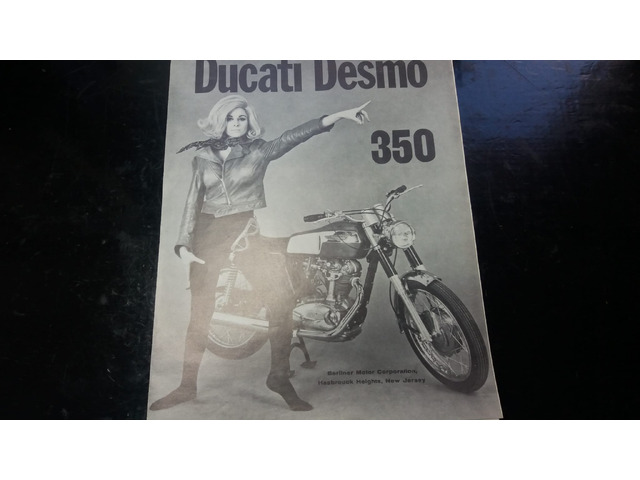 Ducati Desmo
350
Berliner Motor Corporation,
Hasbrouck Heights, New Jersey